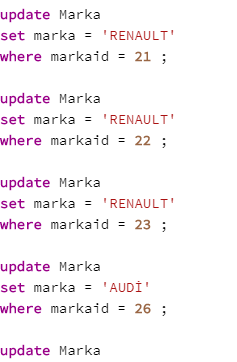 update Marka
set marka = 'RENAULT'
where markaid = 21 ;
update Marka
set marka = 'RENAULT'
where markaid = 22 ;
update Marka
set marka = 'RENAULT'
where markaid = 23 ;
update Marka
set marka = 'AUDİ'
where markaid = 26 ;
update Marka